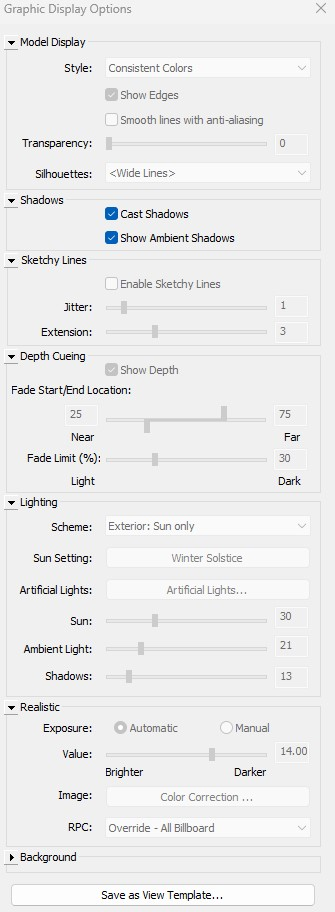 Graphic Display Options
Model Display
Style: Consistent Colors
Show Edges
Smooth lines with anti-aliasing
Transparency: 0
Silhouettes: <Wide Lines>
Shadows
Cast Shadows
Show Ambient Shadows
Sketchy Lines
Enable Sketchy Lines
Jitter: 1
Extension: 3
Depth Cueing
Show Depth
Fade Start/End Location:
25 75
Near Far
Fade Limit (%): 30
Light Dark
Lighting
Scheme: Exterior: Sun only
Sun Setting: Winter Solstice
Artificial Lights: Artificial Lights...
Sun: 30
Ambient Light: 21
Shadows: 13
Realistic
Exposure: Automatic Manual
Value: 14.00
Brighter Darker
Image: Color Correction ...
RPC: Override - All Billboard
Background
Save as View Template...